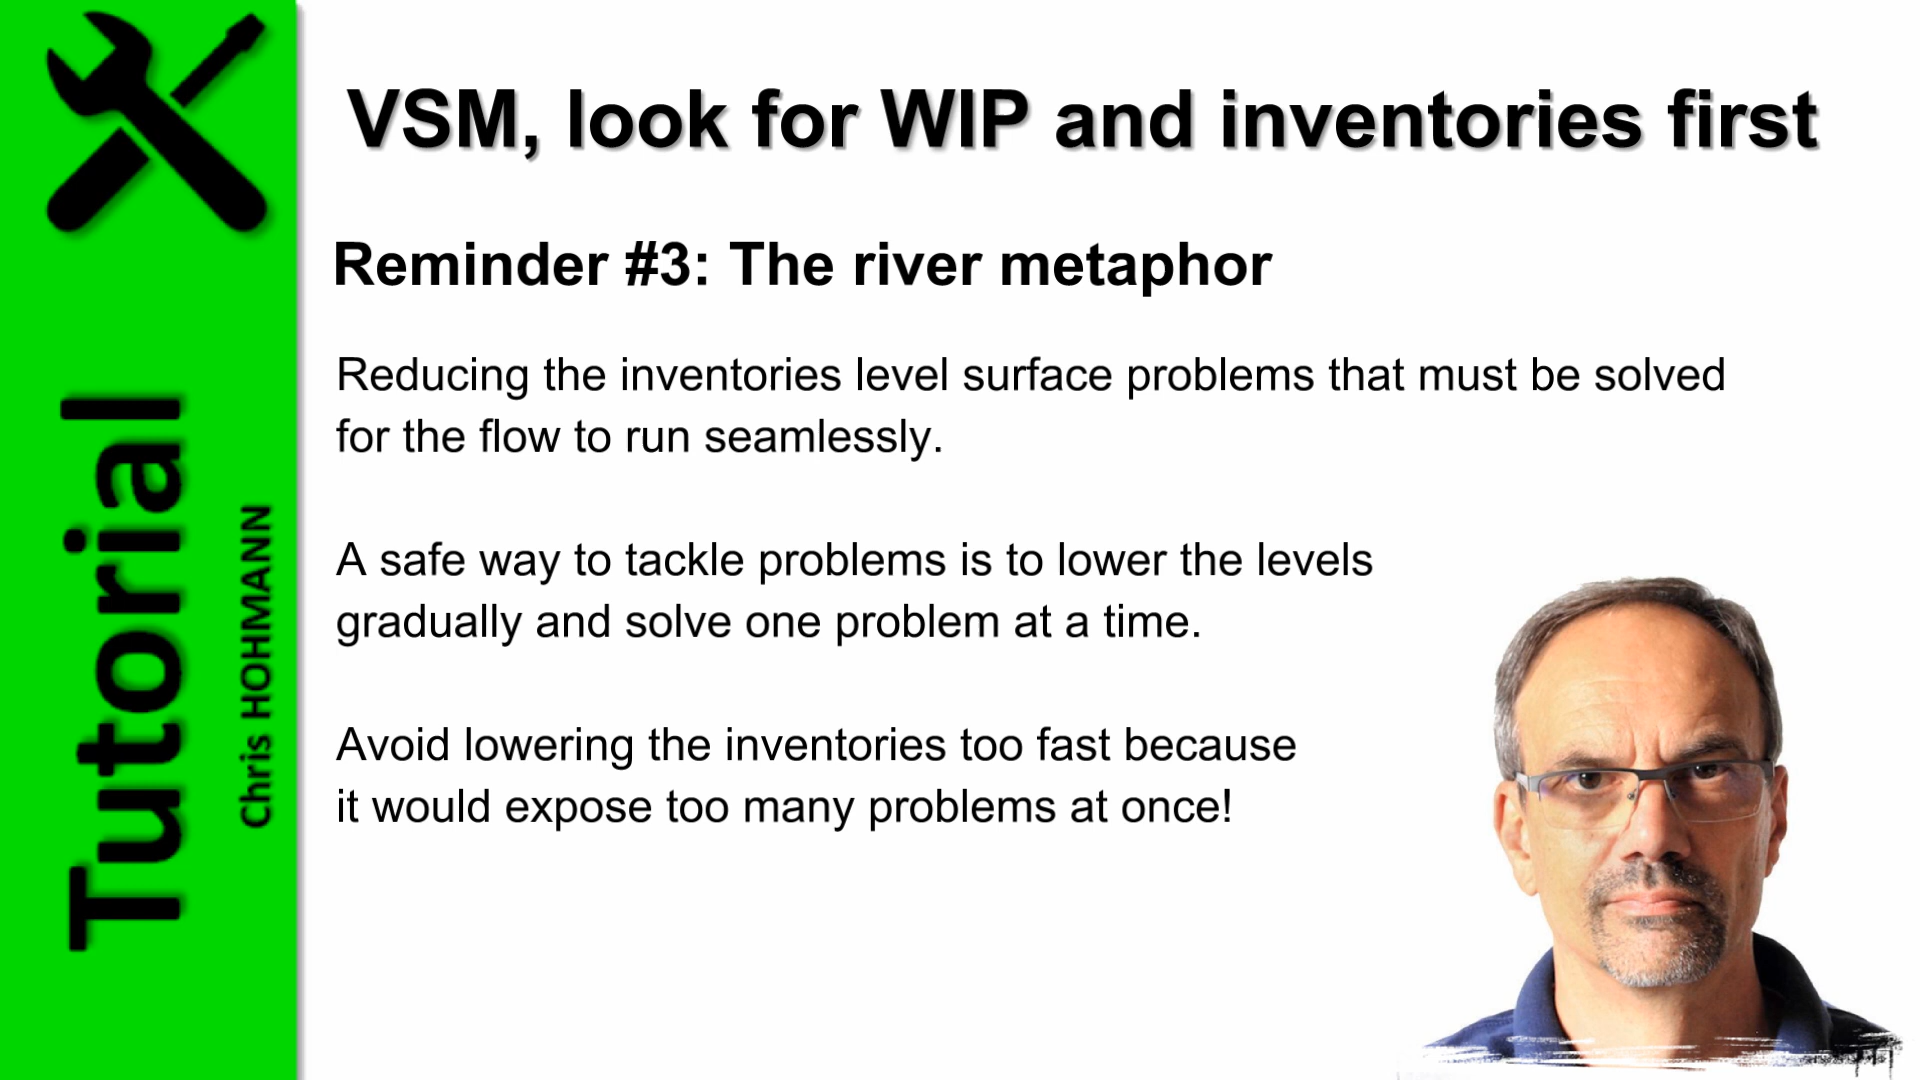 VSM, look for WIP and inventories first
Reminder #3: The river metaphor
Reducing the inventories level surface problems that must be solved
for the flow to run seamlessly.
A safe way to tackle problems is to lower the levels
gradually and solve one problem at a time.
Avoid lowering the inventories too fast because
it would expose too many problems at once!
Tutorial
Chris HOHMANN